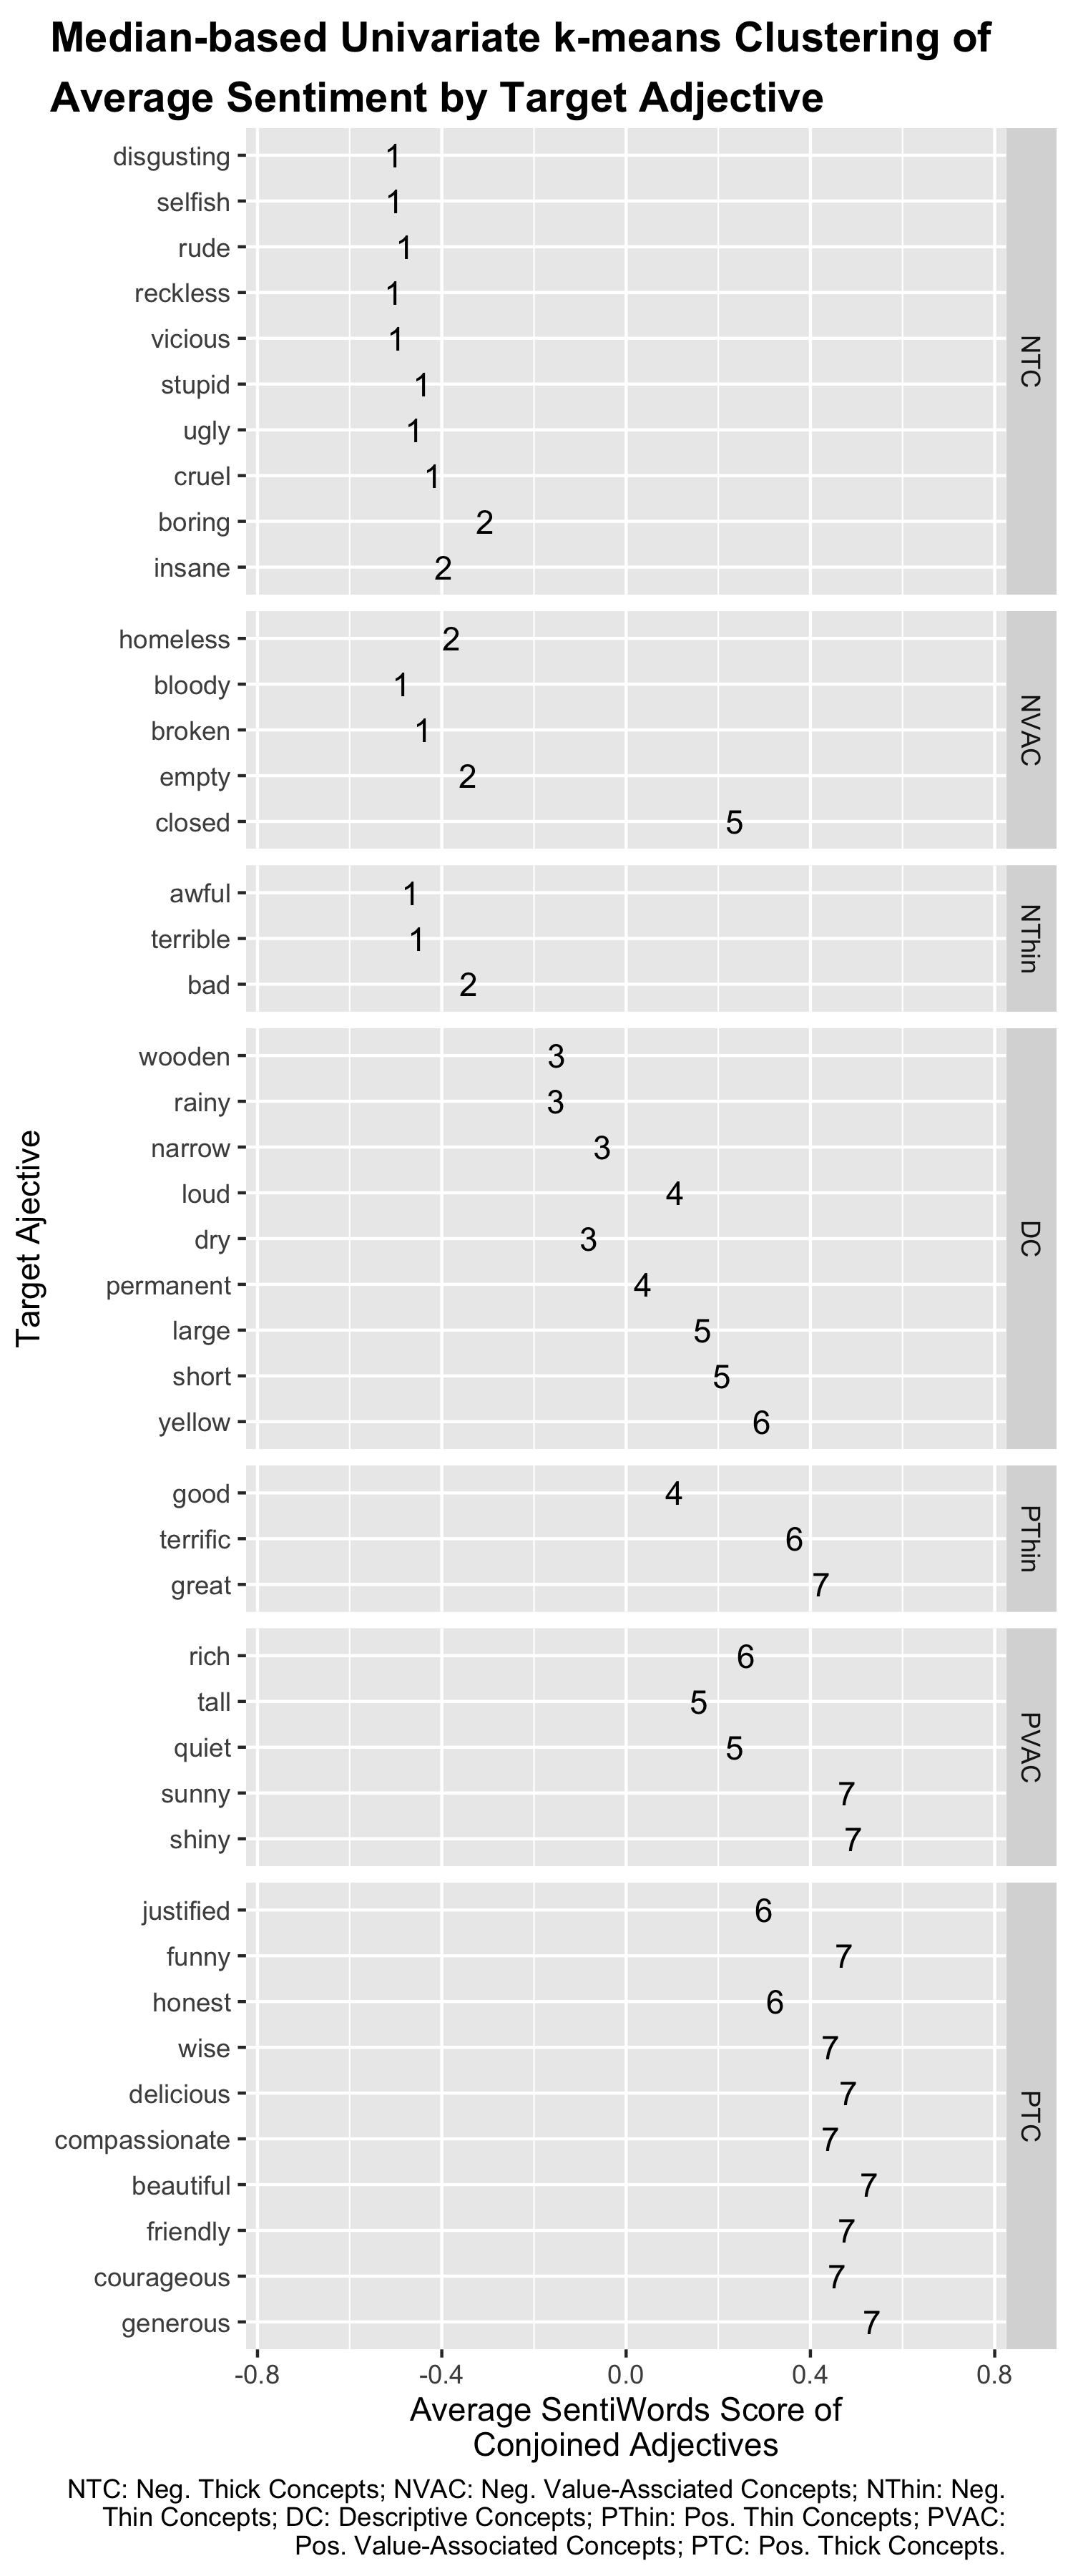 Median-based Univariate k-means Clustering of
Average Sentiment by Target Adjective
disgusting 1
selfish 1
rude 1
reckless 1
vicious 1
stupid 1
ugly 1
cruel 1
boring 2
insane 2
NTC
homeless 2
bloody 1
broken 1
empty 2
closed 5
NVAC
awful 1
terrible 1
bad 2
NThin
wooden 3
rainy 3
narrow 3
loud 4
dry 3
permanent 4
large 5
short 5
yellow 6
DC
Target Ajective
good 4
terrific 6
great 7
PThin
rich 6
tall 5
quiet 5
sunny 7
shiny 7
PVAC
justified 6
funny 7
honest 6
wise 7
delicious 7
compassionate 7
beautiful 7
friendly 7
courageous 7
generous 7
PTC
-0.8 -0.4 0.0 0.4 0.8
Average SentiWords Score of
Conjoined Adjectives
NTC: Neg. Thick Concepts; NVAC: Neg. Value-Assciated Concepts; NThin: Neg.
Thin Concepts; DC: Descriptive Concepts; PThin: Pos. Thin Concepts; PVAC:
Pos. Value-Associated Concepts; PTC: Pos. Thick Concepts.